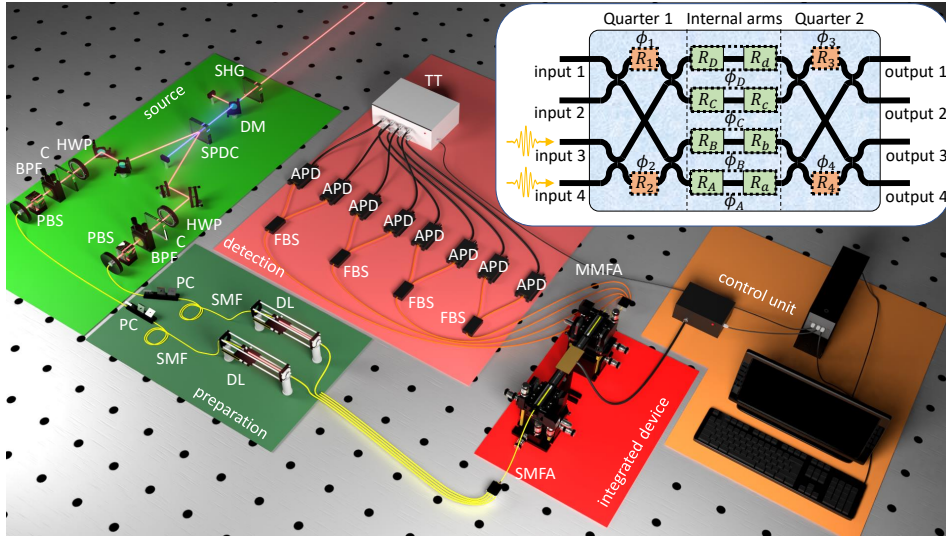 Quarter 1 Internal arms Quarter 2
ϕ1 ϕ3
input 1 R1 RD Rd R3 output 1
ϕD
input 2 RC Rc output 2
ϕC
input 3 RB Rb output 3
ϕ2 ϕB ϕ4
input 4 R2 RA Ra R4 output 4
ϕA
SHG
TT
source
DM
SPDC
HWP
C
BPF
PBS
HWP
C
BPF
PBS
APD
APD
APD
APD
APD
APD
APD
FBS
FBS
FBS
FBS
detection
MMFA
control unit
PC
SMF
DL
PC
SMF
DL
preparation
SMFA
integrated device